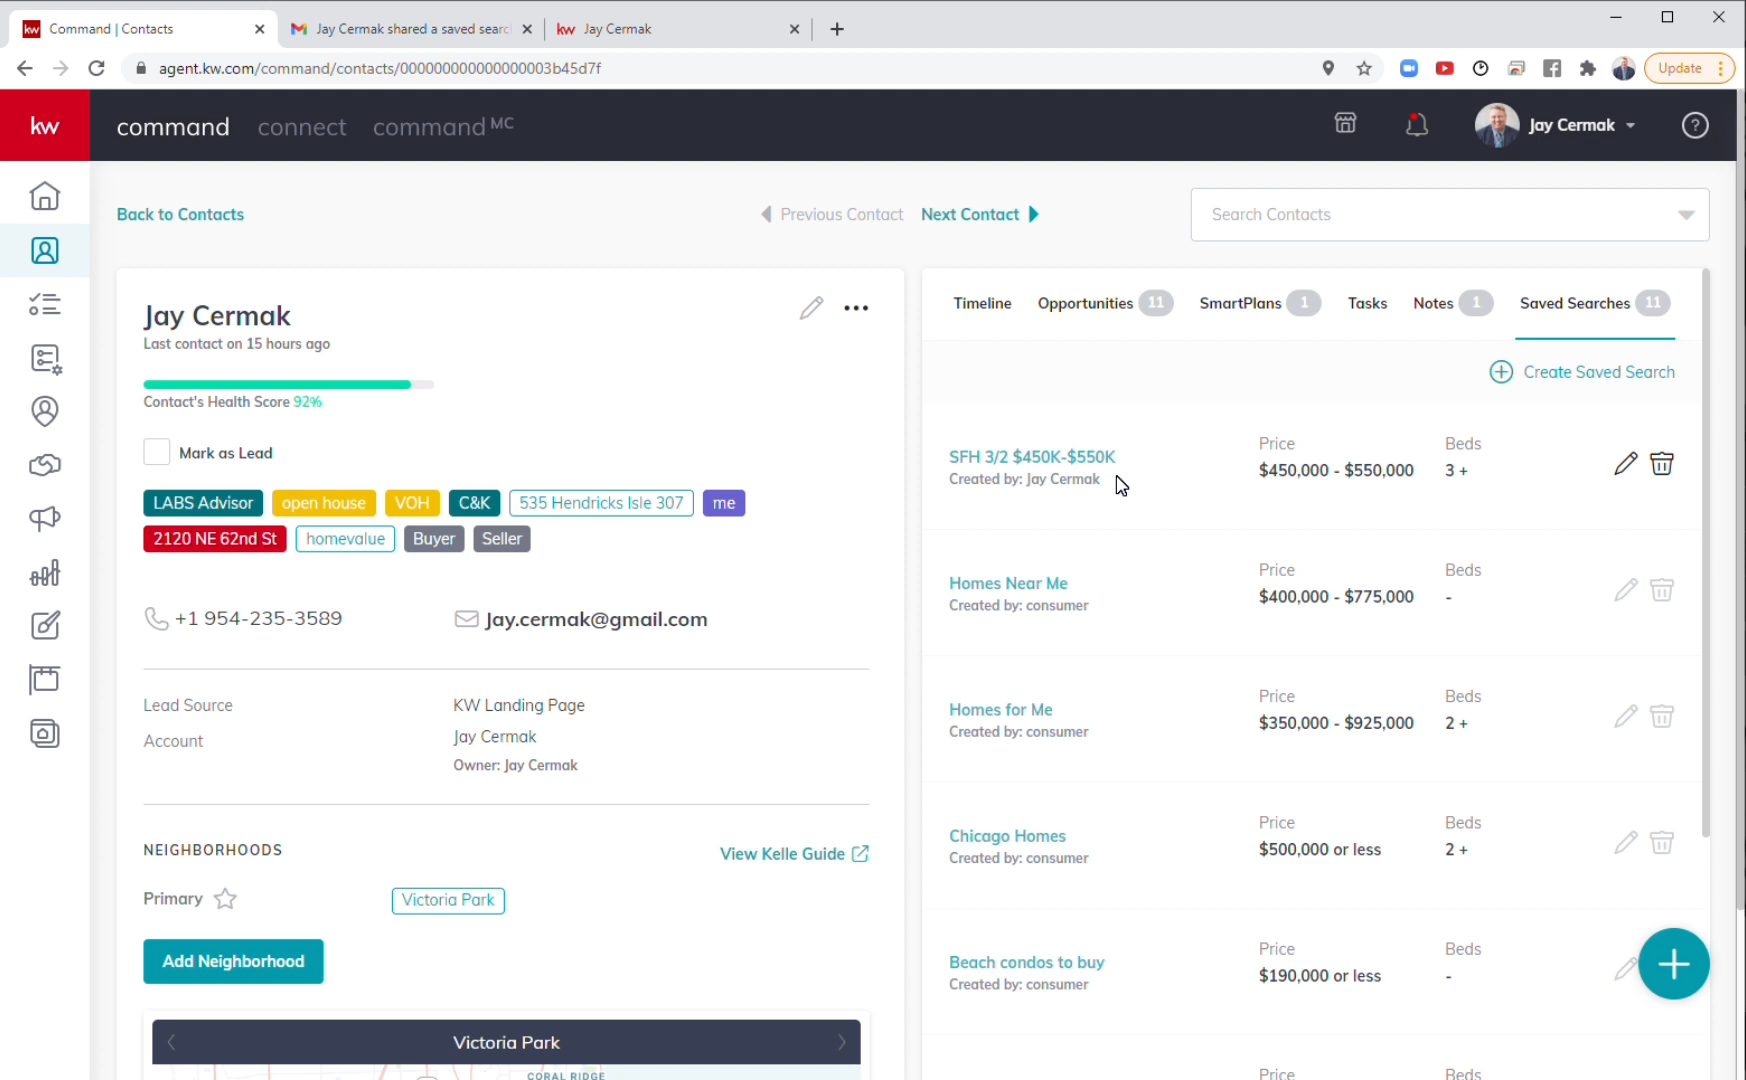 Command | Contacts
Jay Cermak shared a saved searc
kw Jay Cermak
agent.kw.com/command/contacts/000000000000000003b45d7f
Update
kw
command connect command MC
Jay Cermak
?
Back to Contacts
Previous Contact Next Contact
Search Contacts
Jay Cermak
Last contact on 15 hours ago
Contact's Health Score 92%
Mark as Lead
LABS Advisor open house VOH C&K 535 Hendricks Isle 307 me
2120 NE 62nd St homevalue Buyer Seller
+1 954-235-3589 Jay.cermak@gmail.com
Lead Source KW Landing Page
Account Jay Cermak
Owner: Jay Cermak
NEIGHBORHOODS View Kelle Guide
Primary Victoria Park
Add Neighborhood
Victoria Park
CORAL RIDGE
Timeline Opportunities 11 SmartPlans 1 Tasks Notes 1 Saved Searches 11
Create Saved Search
SFH 3/2 $450K-$550K
Created by: Jay Cermak
Price
$450,000 - $550,000
Beds
3 +
Homes Near Me
Created by: consumer
Price
$400,000 - $775,000
Beds
-
Homes for Me
Created by: consumer
Price
$350,000 - $925,000
Beds
2 +
Chicago Homes
Created by: consumer
Price
$500,000 or less
Beds
2 +
Beach condos to buy
Created by: consumer
Price
$190,000 or less
Beds
-
Price
Beds